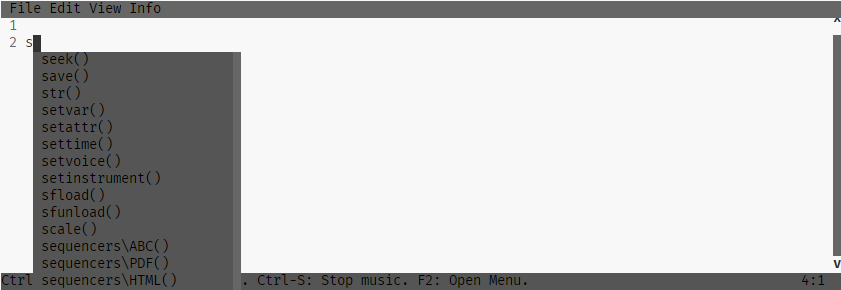 File Edit View Info
1
2 s
seek()
save()
str()
setvar()
setattr()
settime()
setvoice()
setinstrument()
sfload()
sfunload()
scale()
sequencers\ABC()
sequencers\PDF()
Ctrl sequencers\HTML() . Ctrl-S: Stop music. F2: Open Menu. 4:1